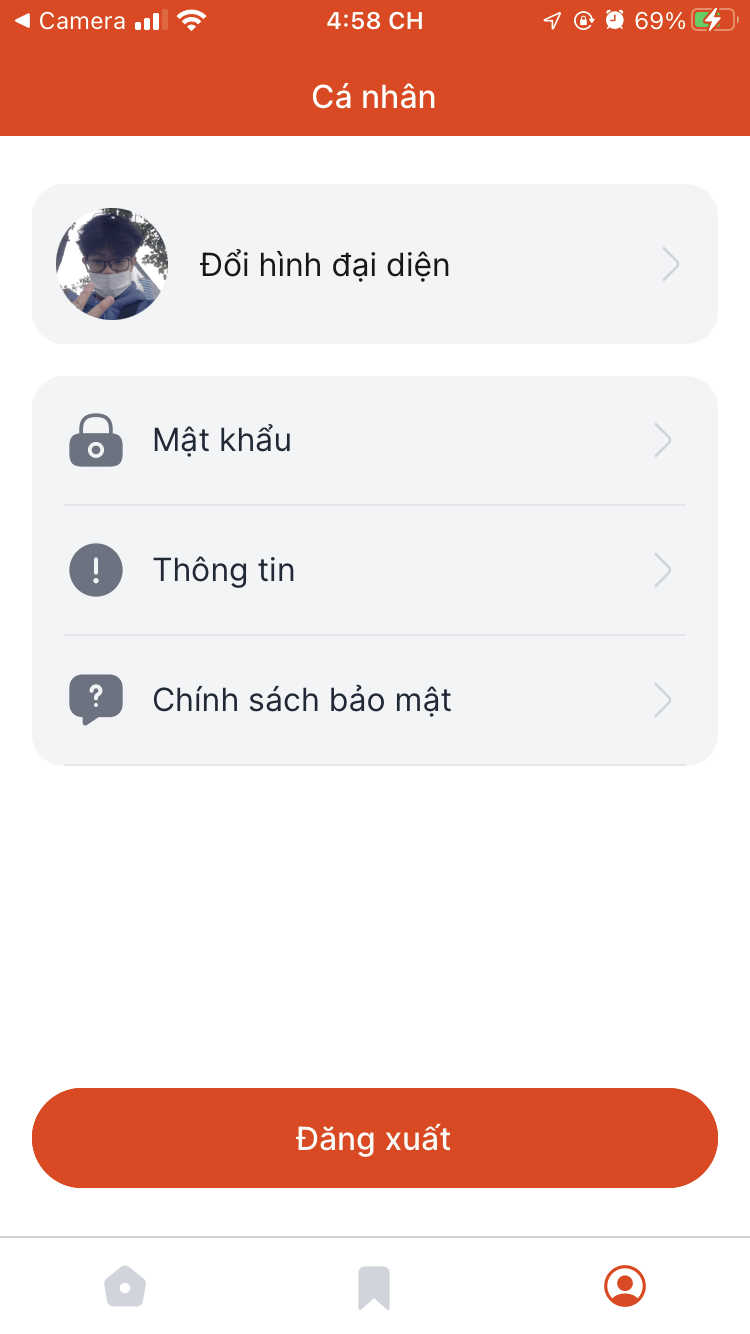 Camera 4:58 CH 69%
Cá nhân
Đổi hình đại diện
Mật khẩu
Thông tin
Chính sách bảo mật
Đăng xuất